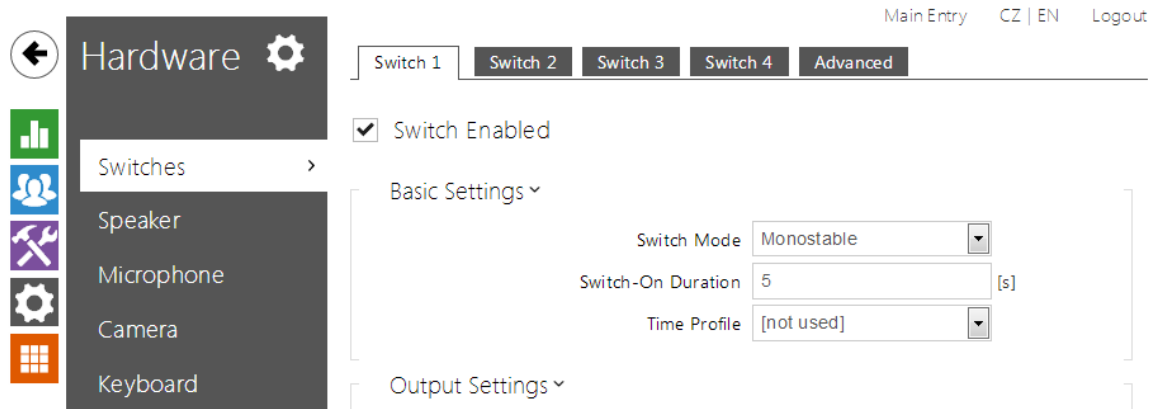 Main Entry CZ | EN Logout
Hardware
Switch 1 Switch 2 Switch 3 Switch 4 Advanced
Switch Enabled
Switches
Speaker
Microphone
Camera
Keyboard
Basic Settings
Switch Mode Monostable
Switch-On Duration 5 [s]
Time Profile [not used]
Output Settings